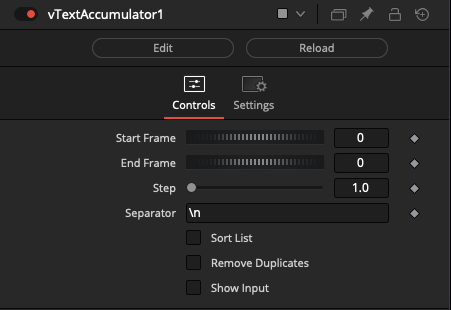 vTextAccumulator1
Edit Reload
Controls Settings
Start Frame 0
End Frame 0
Step 1.0
Separator \n
Sort List
Remove Duplicates
Show Input